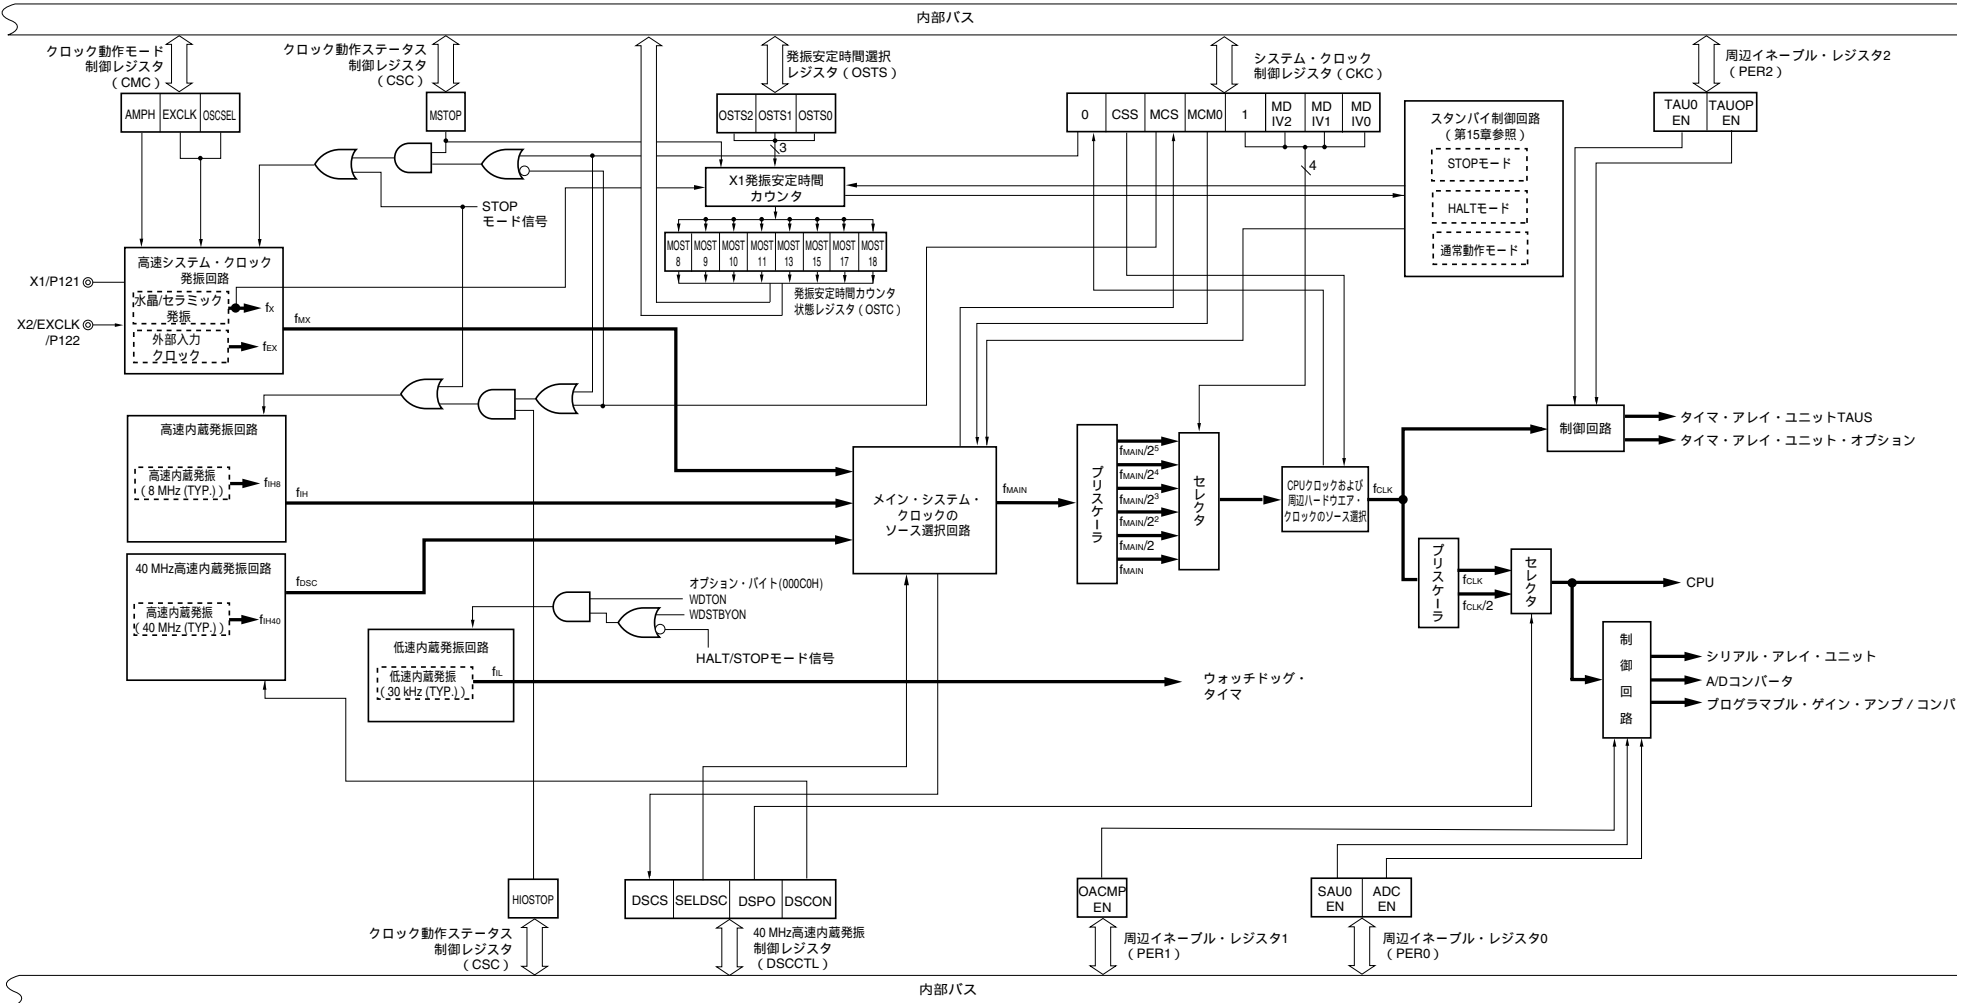 内部バス
クロック動作モード
制御レジスタ
（CMC）
クロック動作ステータス
制御レジスタ
（CSC）
発振安定時間選択
レジスタ（OSTS）
システム・クロック
制御レジスタ（CKC）
周辺イネーブル・レジスタ2
（PER2）
AMPH EXCLK OSCSEL
MSTOP
OSTS2 OSTS1 OSTS0
3
0 CSS MCS MCM0 1 MD IV2 MD IV1 MD IV0
4
TAU0 EN TAUOP EN
スタンバイ制御回路
（第15章参照）
STOPモード
HALTモード
通常動作モード
X1発振安定時間
カウンタ
STOP
モード信号
MOST 8 MOST 9 MOST 10 MOST 11 MOST 13 MOST 15 MOST 17 MOST 18
発振安定時間カウンタ
状態レジスタ（OSTC）
高速システム・クロック
発振回路
X1/P121
水晶/セラミック
発振
fX
X2/EXCLK
/P122
外部入力
クロック
fEX
fMX
高速内蔵発振回路
高速内蔵発振
（8 MHz (TYP.)）
fIH8
fIH
40 MHz高速内蔵発振回路
高速内蔵発振
（40 MHz (TYP.)）
fIH40
fDSC
メイン・システム・
クロックの
ソース選択回路
fMAIN
プリスケーラ
fMAIN/2⁵
fMAIN/2⁴
fMAIN/2³
fMAIN/2²
fMAIN/2
fMAIN
セレクタ
CPUクロックおよび
周辺ハードウエア・
クロックのソース選択
fCLK
制御回路
タイマ・アレイ・ユニットTAUS
タイマ・アレイ・ユニット・オプション
プリスケーラ
fCLK
fCLK/2
セレクタ
CPU
制御回路
シリアル・アレイ・ユニット
A/Dコンバータ
プログラマブル・ゲイン・アンプ / コンパ
オプション・バイト(000C0H)
WDTON
WDSTBYON
HALT/STOPモード信号
低速内蔵発振回路
低速内蔵発振
（30 kHz (TYP.)）
fIL
ウォッチドッグ・
タイマ
HIOSTOP
クロック動作ステータス
制御レジスタ
（CSC）
DSCS SELDSC DSPO DSCON
40 MHz高速内蔵発振
制御レジスタ
（DSCCTL）
OACMP EN
周辺イネーブル・レジスタ1
（PER1）
SAU0 EN ADC EN
周辺イネーブル・レジスタ0
（PER0）
内部バス